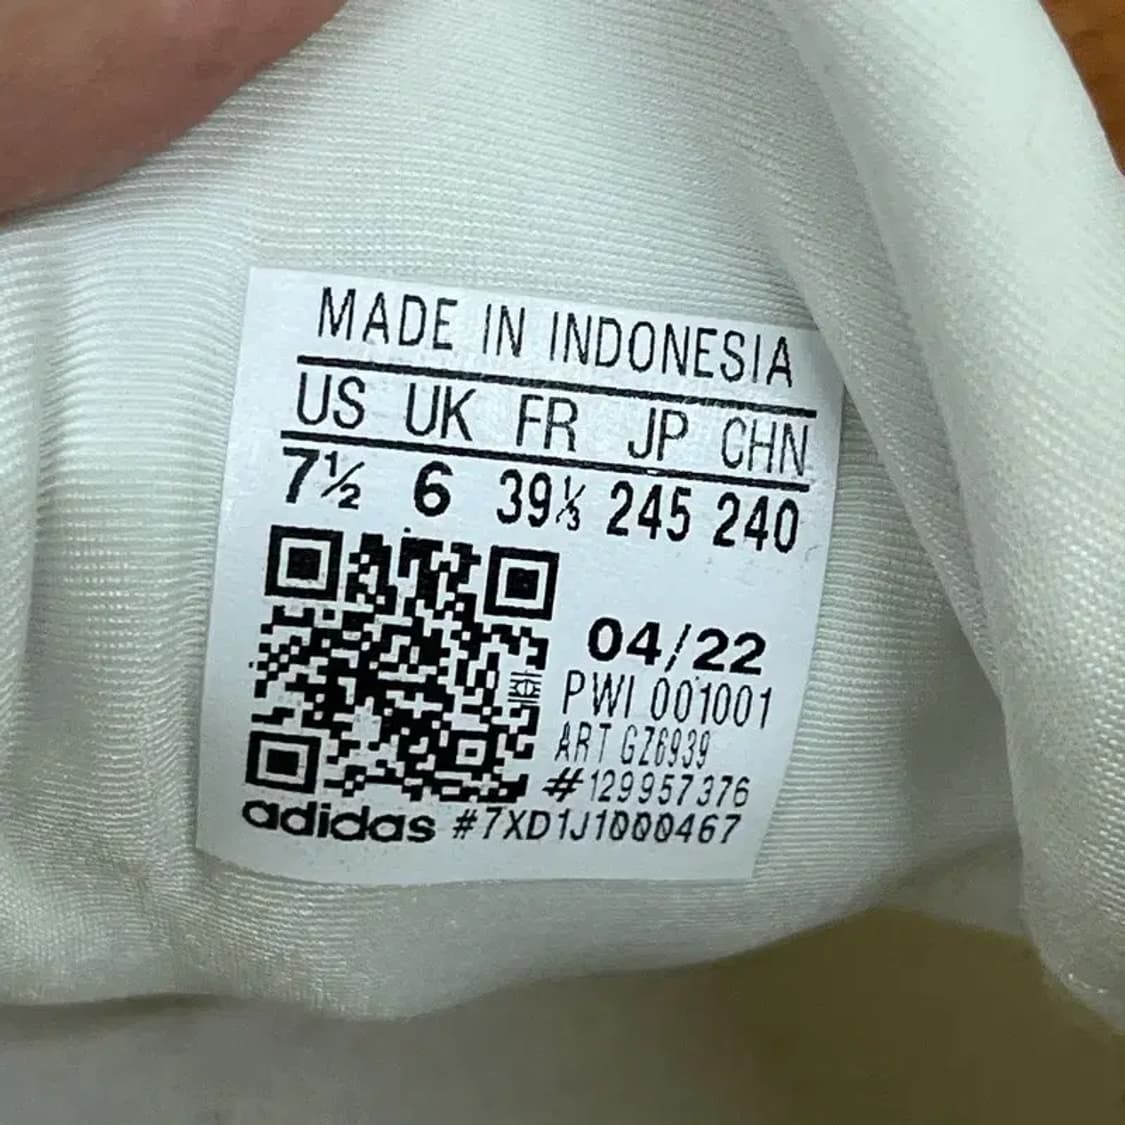 MADE IN INDONESIA
US UK FR JP CHN
7½ 6 39⅓ 245 240
04/22
PWI 001001
ART GZ6939
#129957376
adidas #7XD1J1000467